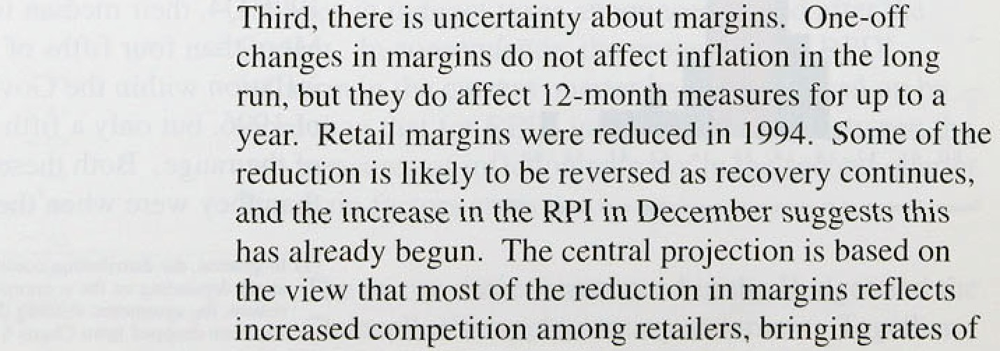 Third, there is uncertainty about margins. One-off
changes in margins do not affect inflation in the long
run, but they do affect 12-month measures for up to a
year. Retail margins were reduced in 1994. Some of the
reduction is likely to be reversed as recovery continues,
and the increase in the RPI in December suggests this
has already begun. The central projection is based on
the view that most of the reduction in margins reflects
increased competition among retailers, bringing rates of